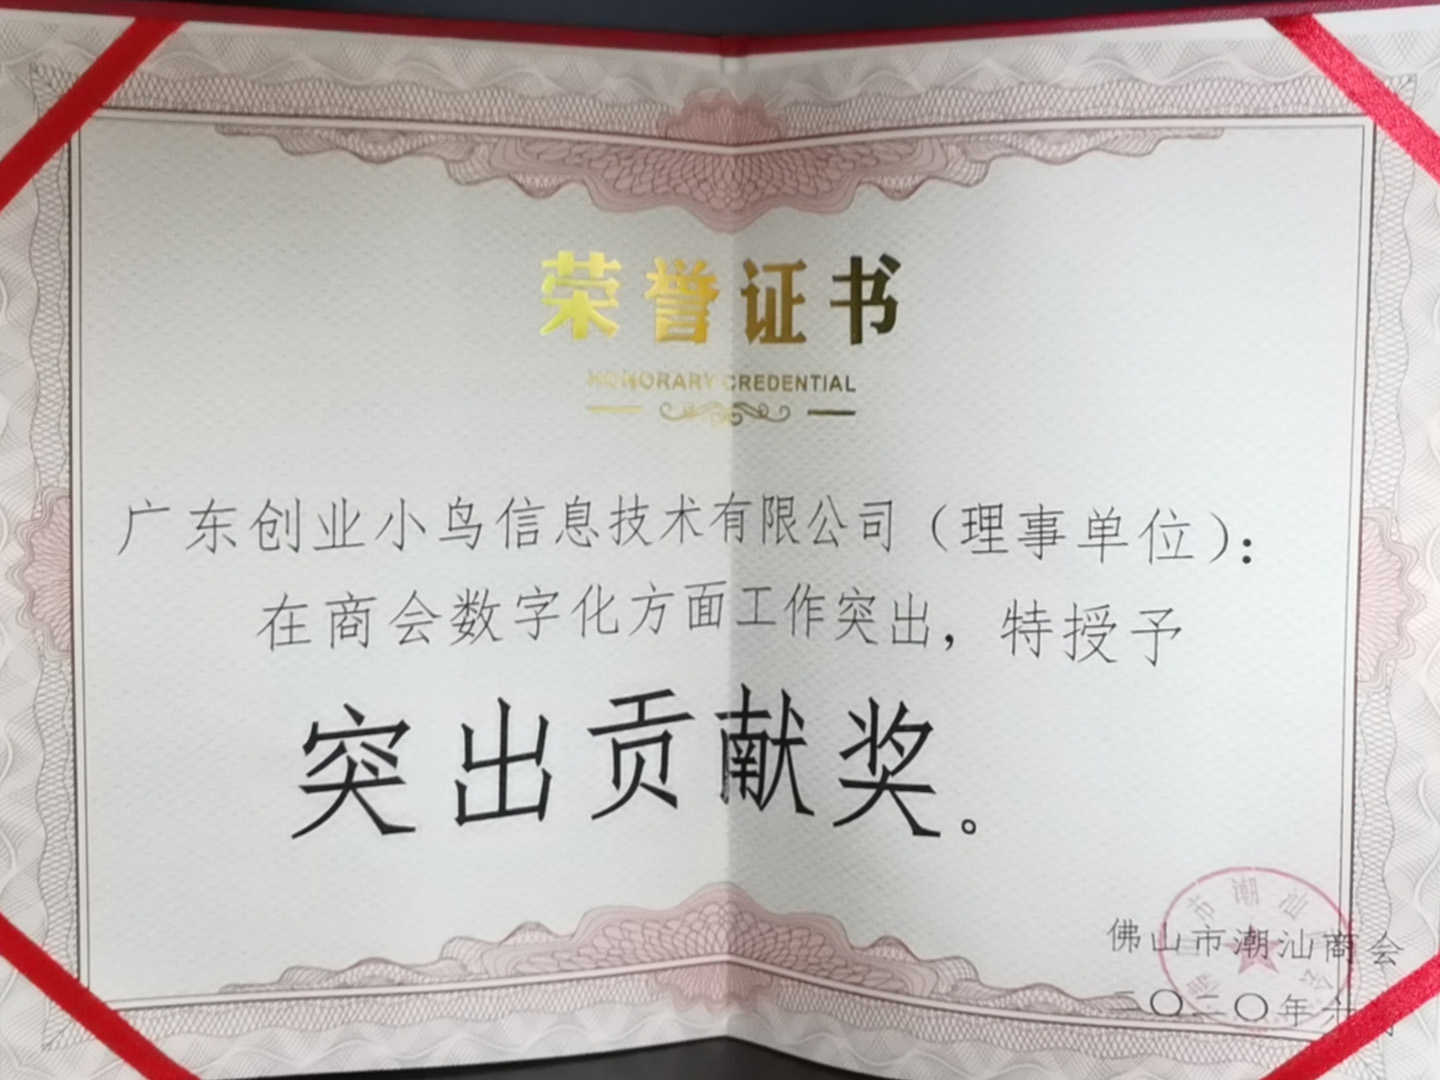 荣誉证书
HONORARY CREDENTIAL
广东创业小鸟信息技术有限公司（理事单位）：
在商会数字化方面工作突出，特授予
突出贡献奖。
佛山市潮汕商会
二〇二〇年